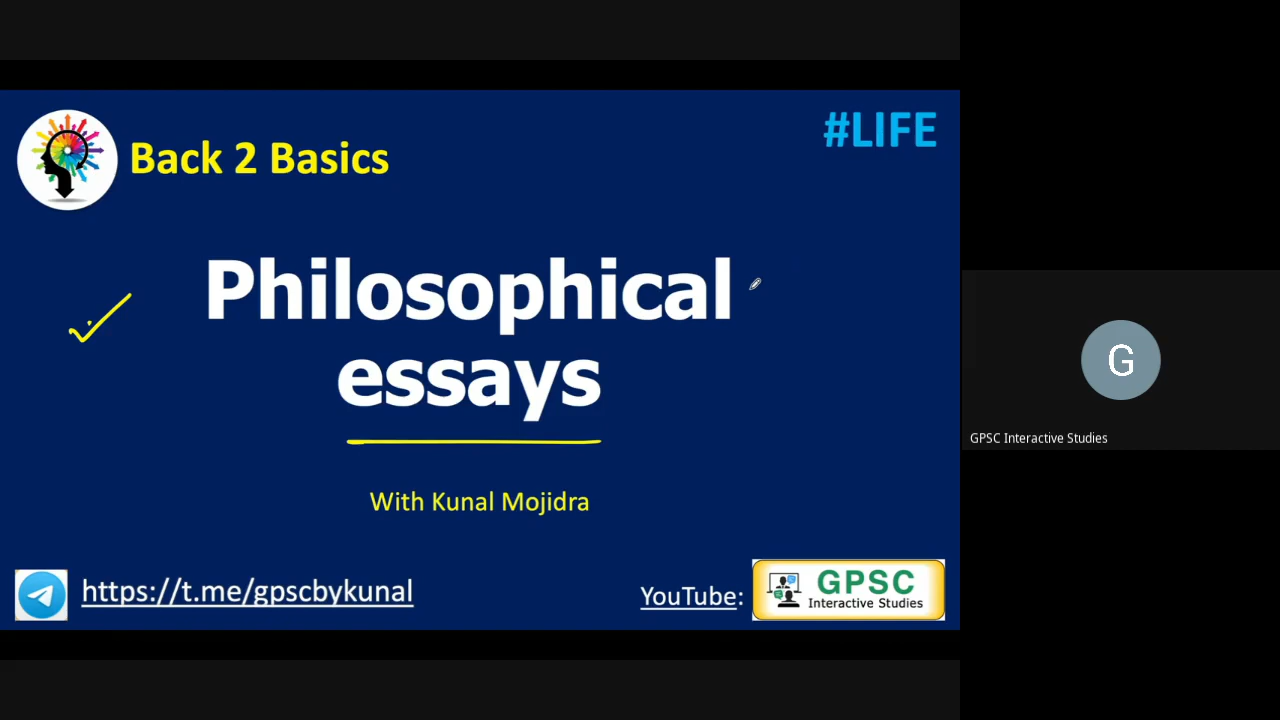 #LIFE
Back 2 Basics
Philosophical
essays
With Kunal Mojidra
https://t.me/gpscbykunal
YouTube:
GPSC
Interactive Studies
G
GPSC Interactive Studies